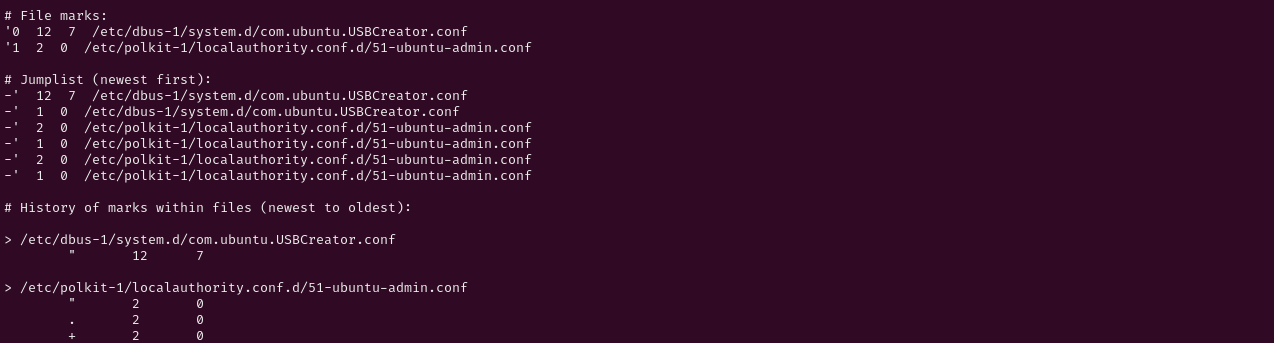 # File marks:
'0  12  7  /etc/dbus-1/system.d/com.ubuntu.USBCreator.conf
'1  2  0  /etc/polkit-1/localauthority.conf.d/51-ubuntu-admin.conf
# Jumplist (newest first):
-'  12  7  /etc/dbus-1/system.d/com.ubuntu.USBCreator.conf
-'  1  0  /etc/dbus-1/system.d/com.ubuntu.USBCreator.conf
-'  2  0  /etc/polkit-1/localauthority.conf.d/51-ubuntu-admin.conf
-'  1  0  /etc/polkit-1/localauthority.conf.d/51-ubuntu-admin.conf
-'  2  0  /etc/polkit-1/localauthority.conf.d/51-ubuntu-admin.conf
-'  1  0  /etc/polkit-1/localauthority.conf.d/51-ubuntu-admin.conf
# History of marks within files (newest to oldest):
> /etc/dbus-1/system.d/com.ubuntu.USBCreator.conf
        "       12      7
> /etc/polkit-1/localauthority.conf.d/51-ubuntu-admin.conf
        "       2       0
        .       2       0
        +       2       0